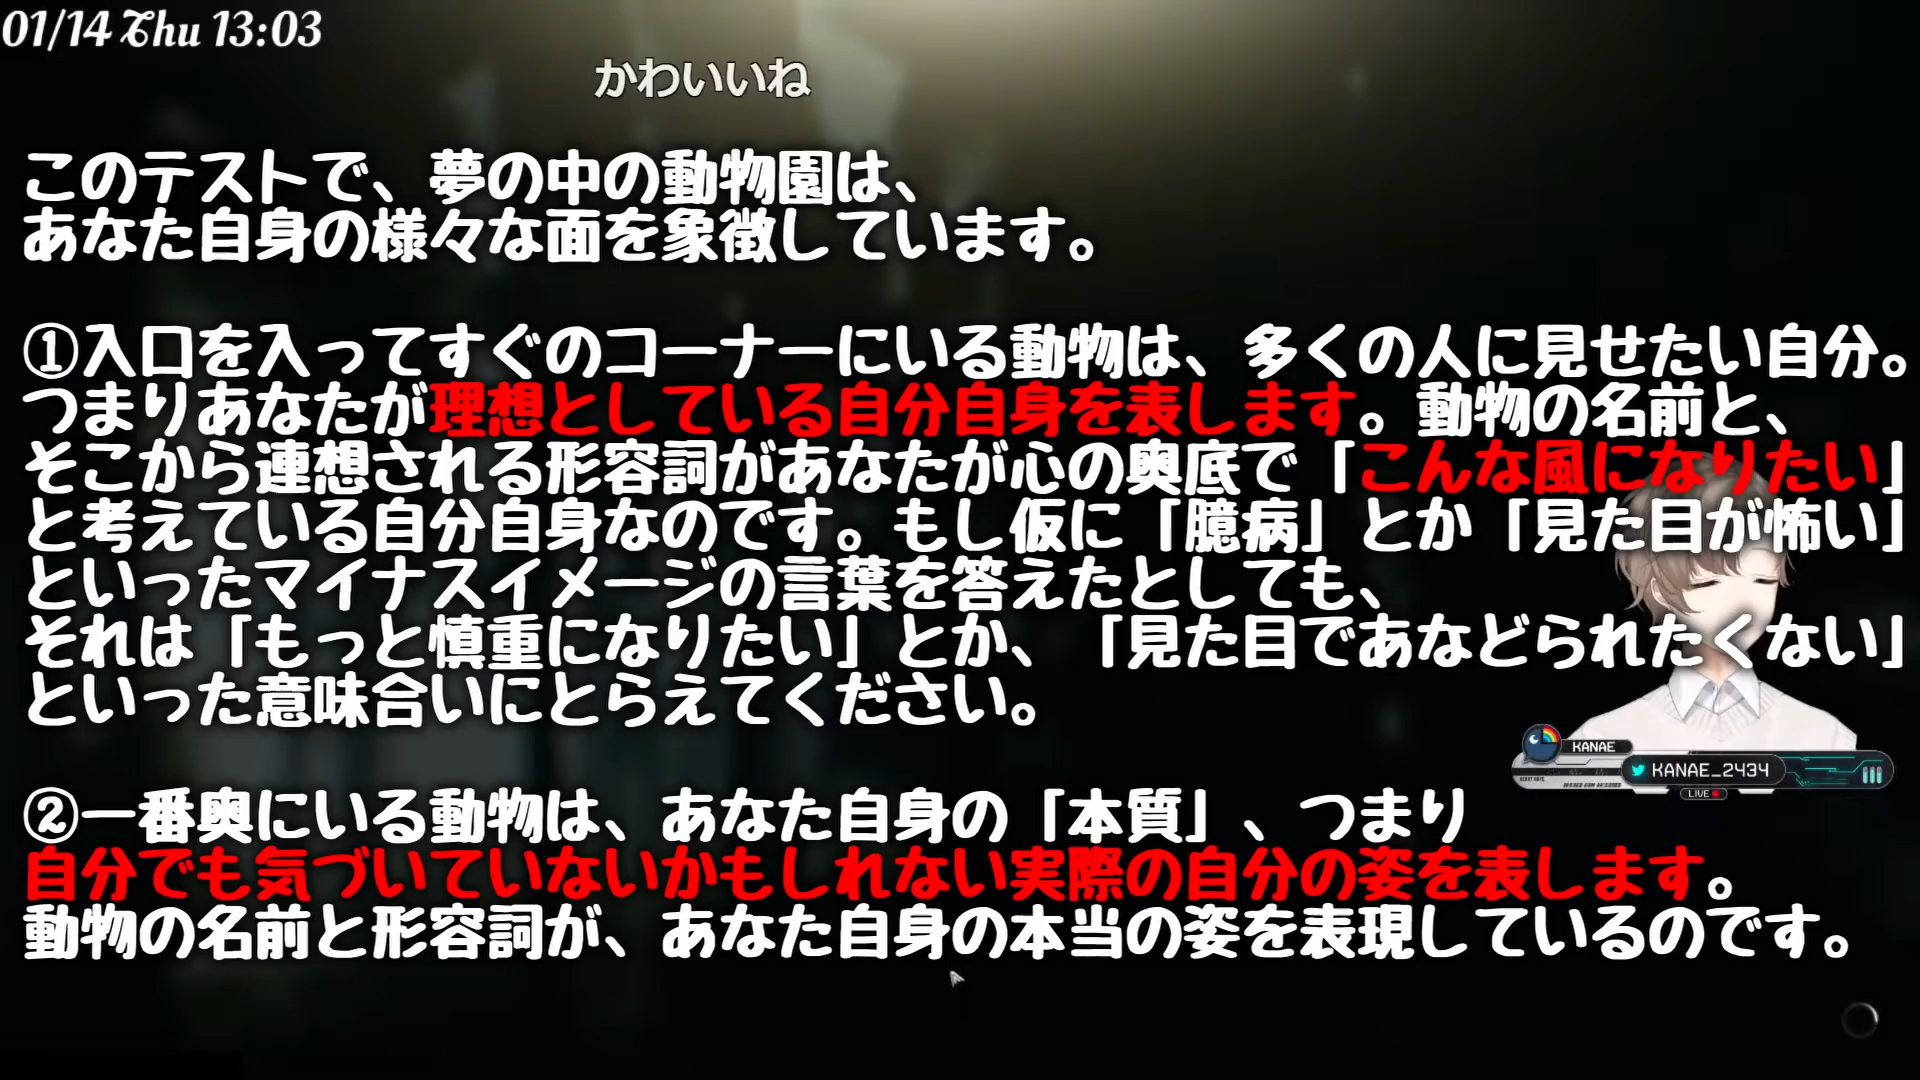 01/14 Thu 13:03
かわいいね
このテストで、夢の中の動物園は、
あなた自身の様々な面を象徴しています。
①入口を入ってすぐのコーナーにいる動物は、多くの人に見せたい自分。
つまりあなたが理想としている自分自身を表します。動物の名前と、
そこから連想される形容詞があなたが心の奥底で「こんな風になりたい」
と考えている自分自身なのです。もし仮に「臆病」とか「見た目が怖い」
といったマイナスイメージの言葉を答えたとしても、
それは「もっと慎重になりたい」とか、「見た目であなどられたくない」
といった意味合いにとらえてください。
KANAE
KANAE_2434
LIVE
②一番奥にいる動物は、あなた自身の「本質」、つまり
自分でも気づいていないかもしれない実際の自分の姿を表します。
動物の名前と形容詞が、あなた自身の本当の姿を表現しているのです。